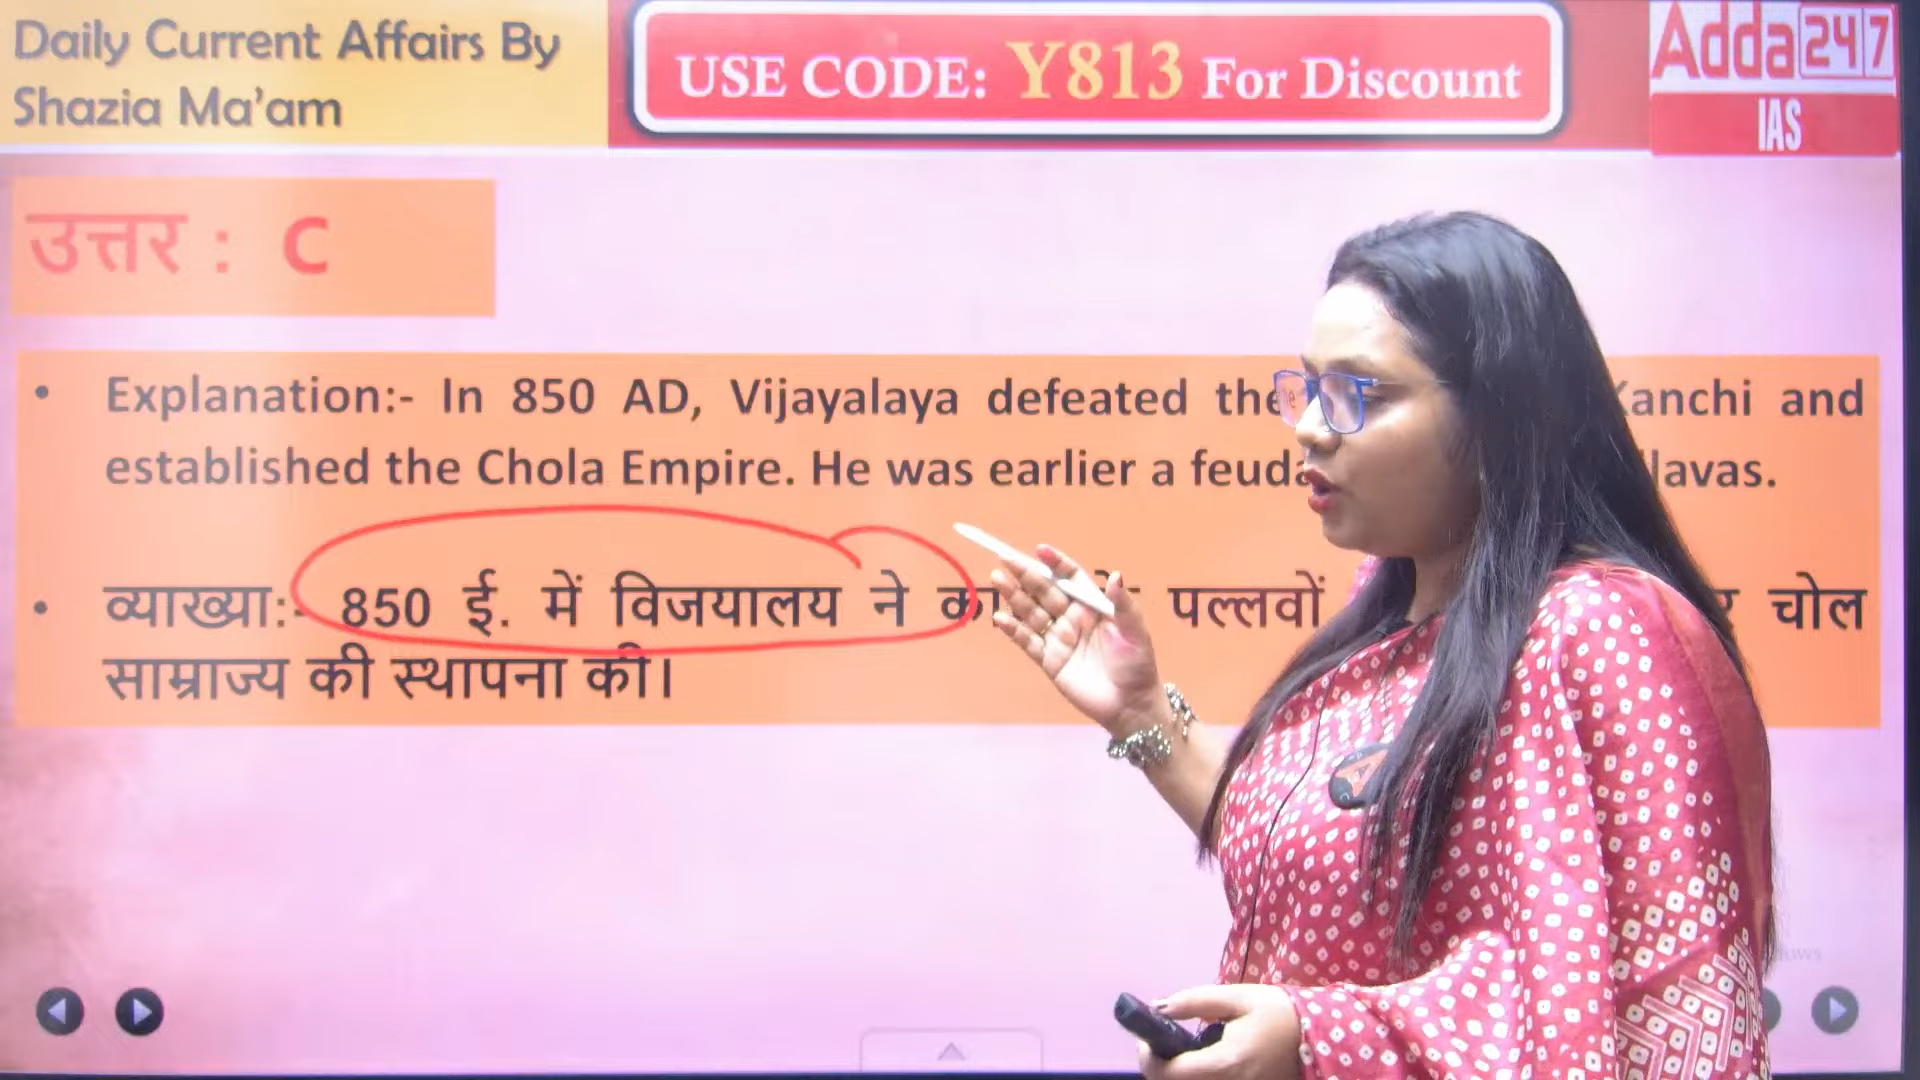 Daily Current Affairs By
Shazia Ma'am
USE CODE: Y813 For Discount
Adda247
IAS
उत्तर : C
• Explanation:- In 850 AD, Vijayalaya defeated the Kanchi and
established the Chola Empire. He was earlier a
• व्याख्या:- 850 ई. में विजयालय ने पल्लवों चोल
साम्राज्य की स्थापना की।